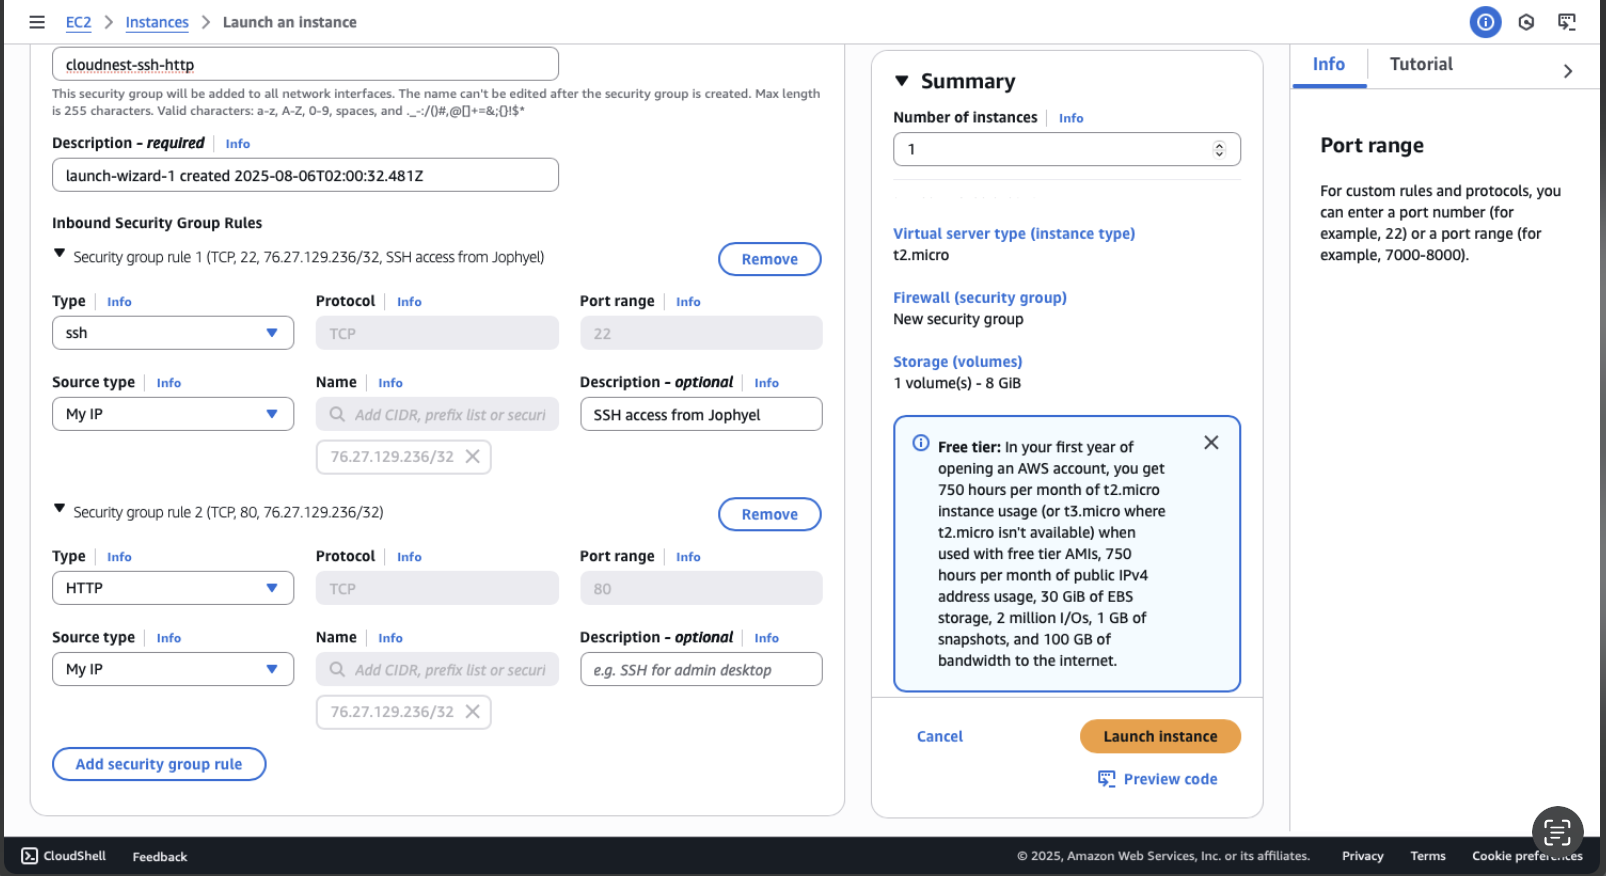 EC2 > Instances > Launch an instance
cloudnest-ssh-http
This security group will be added to all network interfaces. The name can't be edited after the security group is created. Max length
is 255 characters. Valid characters: a-z, A-Z, 0-9, spaces, and ._-:/()#,@[]+=&;{}!$*
Description - required Info
launch-wizard-1 created 2025-08-06T02:00:32.481Z
Inbound Security Group Rules
Security group rule 1 (TCP, 22, 76.27.129.236/32, SSH access from Jophyel)
Remove
Type Info Protocol Info Port range Info
ssh TCP 22
Source type Info Name Info Description - optional Info
My IP Add CIDR, prefix list or securi SSH access from Jophyel
76.27.129.236/32
Security group rule 2 (TCP, 80, 76.27.129.236/32)
Remove
Type Info Protocol Info Port range Info
HTTP TCP 80
Source type Info Name Info Description - optional Info
My IP Add CIDR, prefix list or securi e.g. SSH for admin desktop
76.27.129.236/32
Add security group rule
Summary
Number of instances Info
1
Virtual server type (instance type)
t2.micro
Firewall (security group)
New security group
Storage (volumes)
1 volume(s) - 8 GiB
Free tier: In your first year of
opening an AWS account, you get
750 hours per month of t2.micro
instance usage (or t3.micro where
t2.micro isn't available) when
used with free tier AMIs, 750
hours per month of public IPv4
address usage, 30 GiB of EBS
storage, 2 million I/Os, 1 GB of
snapshots, and 100 GB of
bandwidth to the internet.
Cancel
Launch instance
Preview code
Info Tutorial
Port range
For custom rules and protocols, you
can enter a port number (for
example, 22) or a port range (for
example, 7000-8000).
CloudShell Feedback © 2025, Amazon Web Services, Inc. or its affiliates. Privacy Terms Cookie preferences